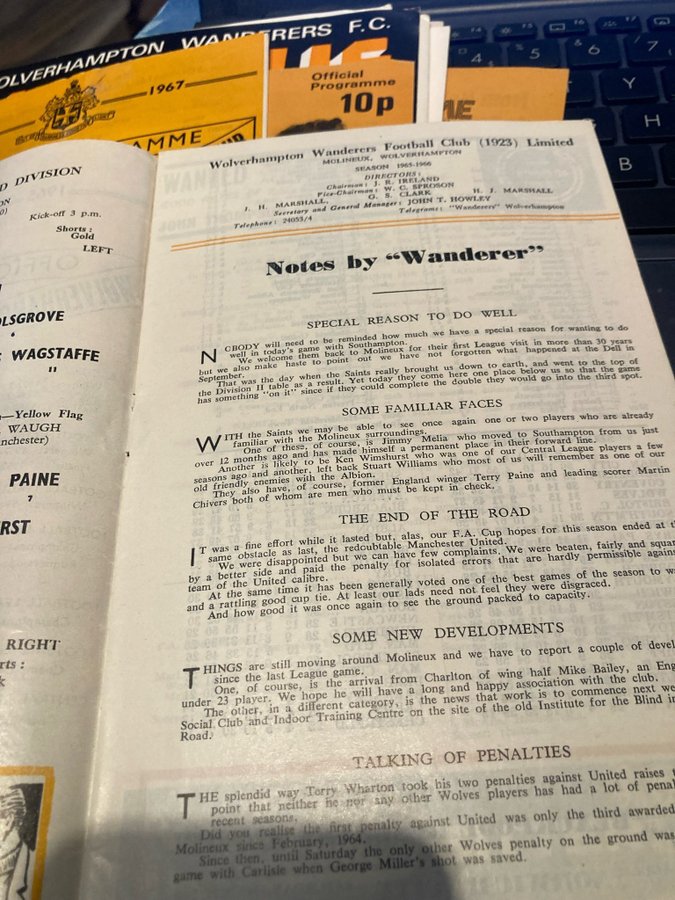 WOLVERHAMPTON WANDERERS F.C.
1967
Official
Programme
10p
D DIVISION
Kick-off 3 p.m.
Shorts :
Gold
LEFT
OLSGROVE
6
WAGSTAFFE
11
—Yellow Flag
WAUGH
nchester)
PAINE
7
RST
RIGHT
rts :
k
Wolverhampton Wanderers Football Club (1923) Limited
MOLINEUX, WOLVERHAMPTON
SEASON 1965-1966
DIRECTORS:
Chairman: J. R. IRELAND
Vice-Chairman: W. C. SPROSON
J. H. MARSHALL, G. S. CLARK H. J. MARSHALL
Secretary and General Manager: JOHN T. HOWLEY
Telephone: 24053/4 Telegrams: "Wanderers" Wolverhampton
Notes by "Wanderer"
SPECIAL REASON TO DO WELL
NOBODY will need to be reminded how much we have a special reason for wanting to do
well in today's game with Southampton.
We welcome them back to Molineux for their first League visit in more than 30 years
but we also make haste to point out we have not forgotten what happened at the Dell in
September.
That was the day when the Saints really brought us down to earth, and went to the top of
the Division II table as a result. Yet today they come here one place below us so that the game
has something "on it" since if they could complete the double they would go into the third spot.
SOME FAMILIAR FACES
WITH the Saints we may be able to see once again one or two players who are already
familiar with the Molineux surroundings.
One of these, of course, is Jimmy Melia who moved to Southampton from us just
over 12 months ago and has made himself a permanent place in their forward line.
Another is likely to be Ken Wimshurst who was one of our Central League players a few
seasons ago and another, left back Stuart Williams who most of us will remember as one of our
old friendly enemies with the Albion.
They also have, of course, former England winger Terry Paine and leading scorer Martin
Chivers both of whom are men who must be kept in check.
THE END OF THE ROAD
IT was a fine effort while it lasted but, alas, our F.A. Cup hopes for this season ended at t
same obstacle as last, the redoubtable Manchester United.
We were disappointed but we can have few complaints. We were beaten, fairly and squar
by a better side and paid the penalty for isolated errors that are hardly permissible agains
team of the United calibre.
At the same time it has been generally voted one of the best games of the season to w
and a rattling good cup tie. At least our lads need not feel they were disgraced.
And how good it was once again to see the ground packed to capacity.
SOME NEW DEVELOPMENTS
THINGS are still moving around Molineux and we have to report a couple of devel
since the last League game.
One, of course, is the arrival from Charlton of wing half Mike Bailey, an Eng
under 23 player. We hope he will have a long and happy association with the club.
The other, in a different category, is the news that work is to commence next we
Social Club and Indoor Training Centre on the site of the old Institute for the Blind in
Road.
TALKING OF PENALTIES
THE splendid way Terry Wharton took his two penalties against United raises t
point that neither he nor any other Wolves players has had a lot of penal
recent seasons.
Did you realise the first penalty against United was only the third awarded
Molineux since February, 1964.
Since then, until Saturday the only other Wolves penalty on the ground was
game with Carlisle when George Miller's shot was saved.